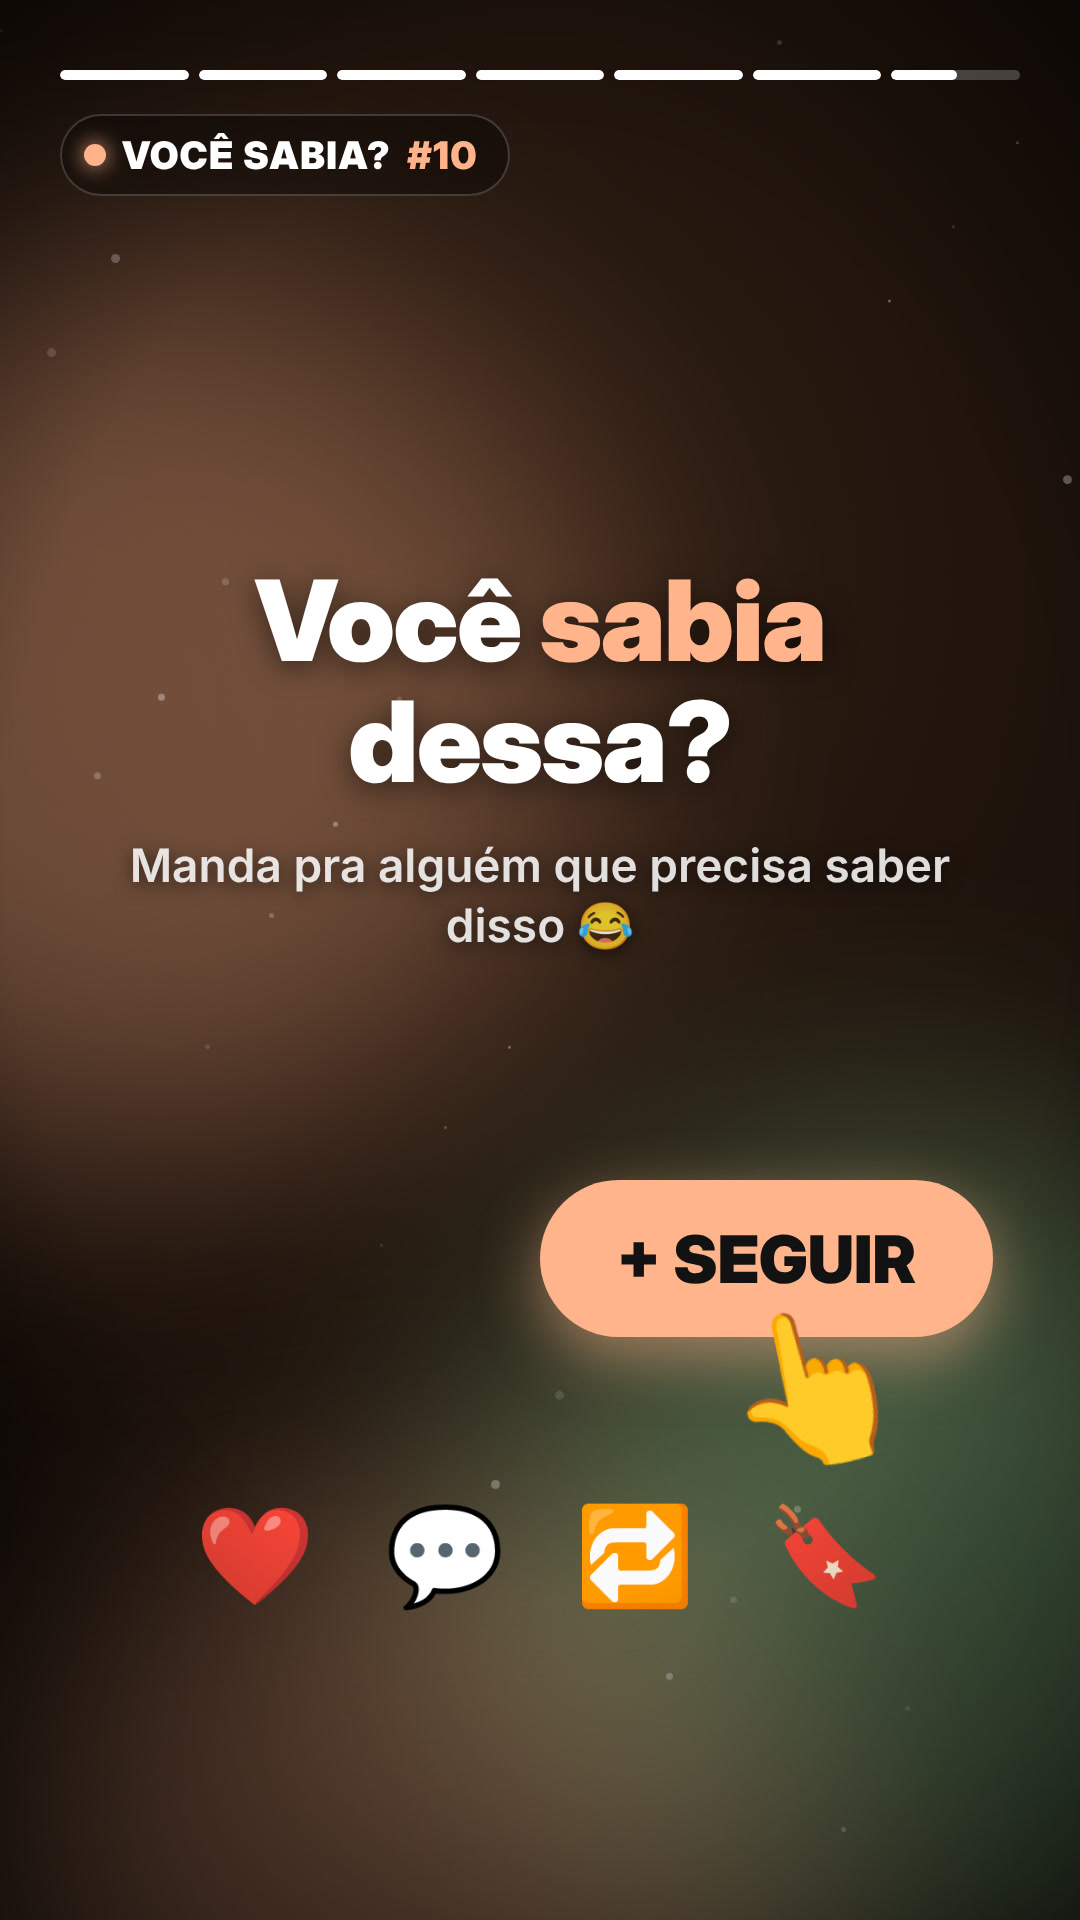 VOCÊ SABIA? #10
Você sabia
dessa?
Manda pra alguém que precisa saber
disso 😂
+ SEGUIR